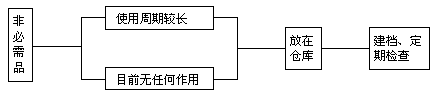 非
必
需
品
使用周期较长
目前无任何作用
放在
仓库
建档、定
期检查